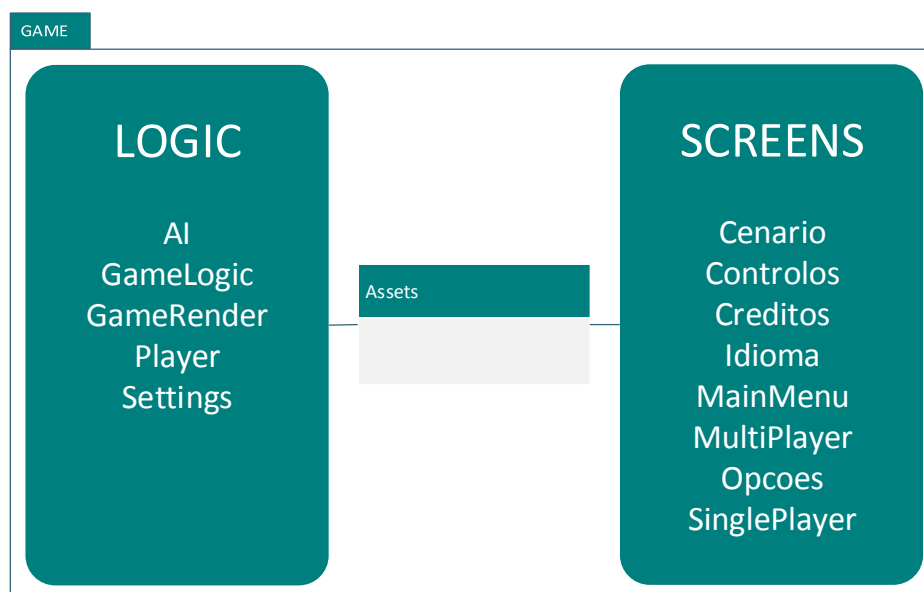 GAME
LOGIC
AI
GameLogic
GameRender
Player
Settings
Assets
SCREENS
Cenario
Controlos
Creditos
Idioma
MainMenu
MultiPlayer
Opcoes
SinglePlayer